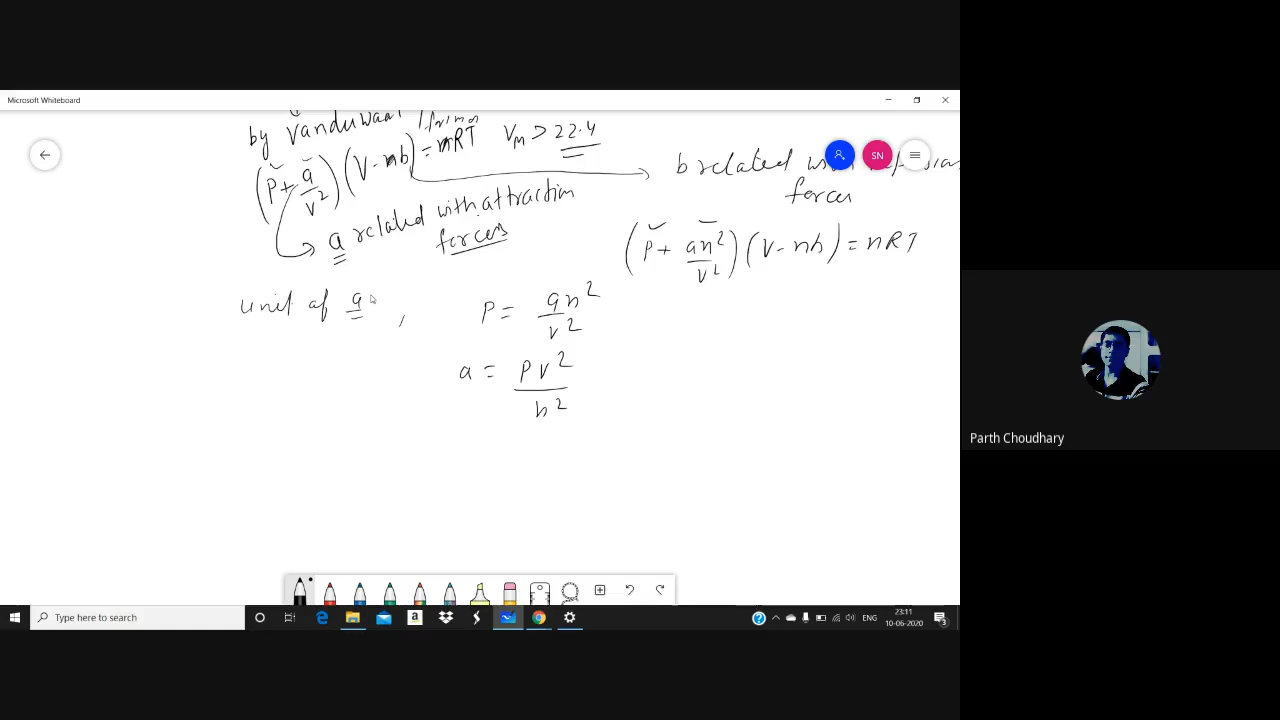 Microsoft Whiteboard
by Vanduwaal
(P + a/v²) (V - nb) = nRT Vm > 22.4
b related with
forces
a related with attraction
forces
(P + an²/v²) (V - nb) = nRT
SN
unit of a , P = an²/v²
a = Pv²/n²
Parth Choudhary
Type here to search
ENG
23:11
10-06-2020
3